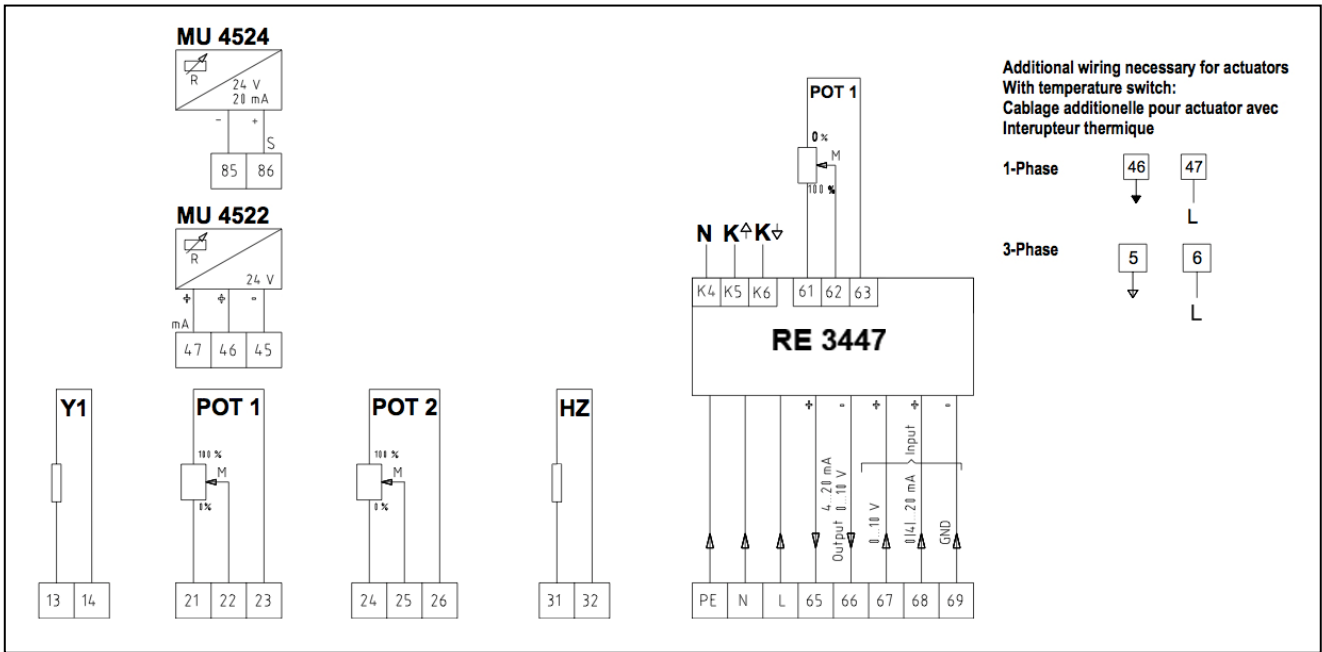 MU 4524
R
24 V
20 mA
- +
S
85 86
MU 4522
R
24 V
+ + -
mA
47 46 45
Y1
13 14
POT 1
100 %
M
0%
21 22 23
POT 2
100 %
M
0%
24 25 26
HZ
31 32
POT 1
0 %
M
100 %
N K K
K4 K5 K6 61 62 63
RE 3447
+ - + + -
Output 4...20 mA
0...10 V
0...10 V
0|4|...20 mA
Input
GND
PE N L 65 66 67 68 69
Additional wiring necessary for actuators
With temperature switch:
Cablage additionelle pour actuator avec
Interupteur thermique
1-Phase 46 47
L
3-Phase 5 6
L